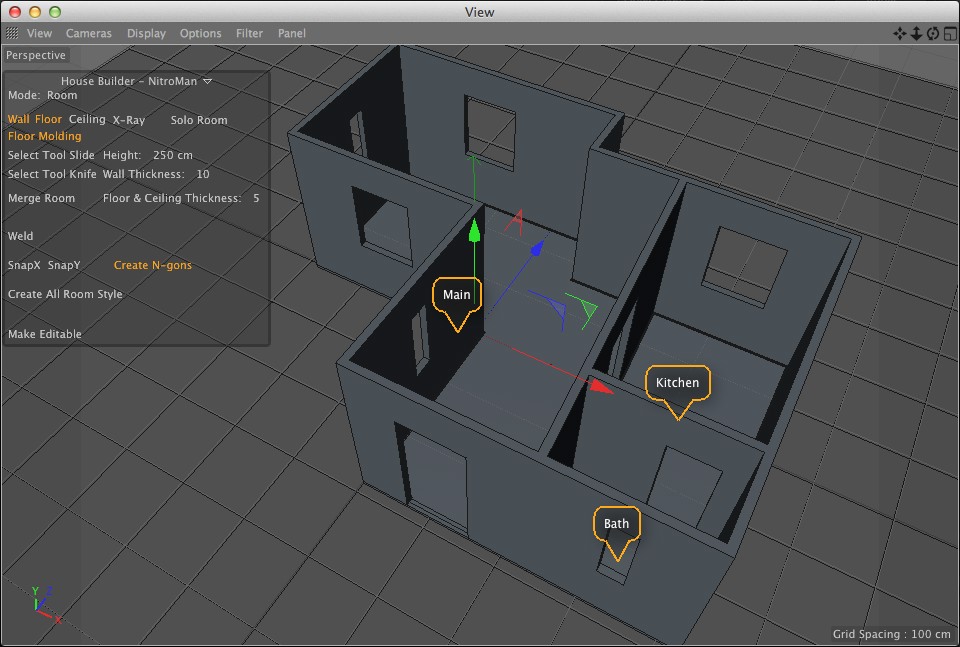 View
View Cameras Display Options Filter Panel
Perspective
House Builder - NitroMan
Mode: Room
Wall Floor Ceiling X-Ray Solo Room
Floor Molding
Select Tool Slide Height: 250 cm
Select Tool Knife Wall Thickness: 10
Merge Room Floor & Ceiling Thickness: 5
Weld
SnapX SnapY Create N-gons
Create All Room Style
Make Editable
Main
Kitchen
Bath
Y
Z
X
Grid Spacing : 100 cm